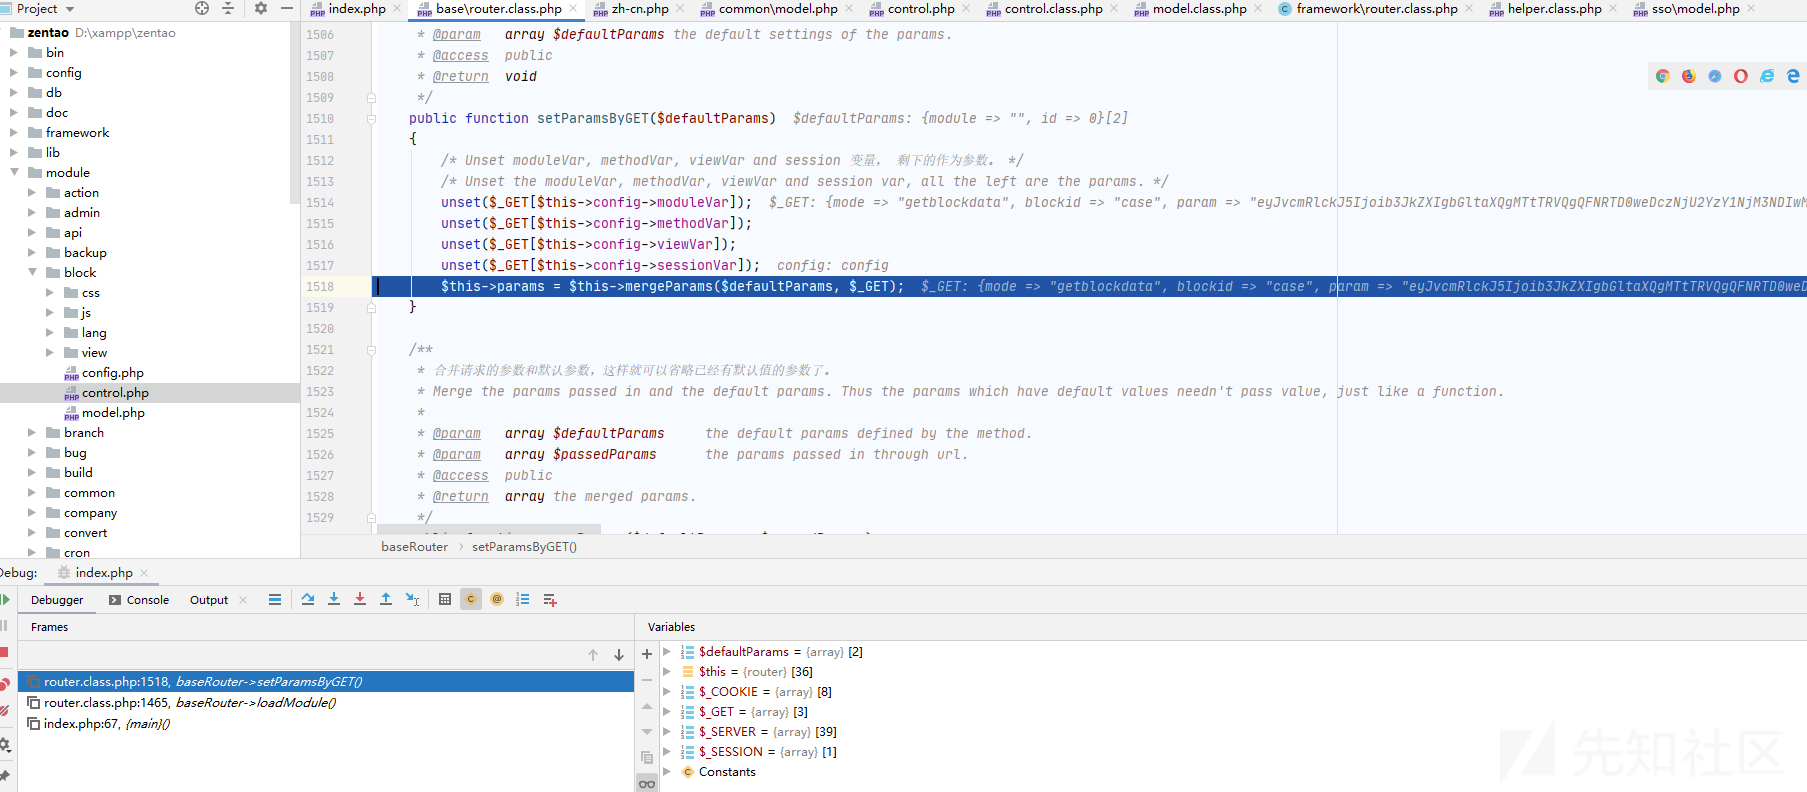 Project
index.php
base\router.class.php
zh-cn.php
common\model.php
control.php
control.class.php
model.class.php
framework\router.class.php
helper.class.php
sso\model.php
zentao D:\xampp\zentao
bin
config
db
doc
framework
lib
module
action
admin
api
backup
block
css
js
lang
view
config.php
control.php
model.php
branch
bug
build
common
company
convert
cron
1506 * @param array $defaultParams the default settings of the params.
1507 * @access public
1508 * @return void
1509 */
1510 public function setParamsByGET($defaultParams) $defaultParams: {module => "", id => 0}[2]
1511 {
1512 /* Unset moduleVar, methodVar, viewVar and session 变量， 剩下的作为参数。 */
1513 /* Unset the moduleVar, methodVar, viewVar and session var, all the left are the params. */
1514 unset($_GET[$this->config->moduleVar]); $_GET: {mode => "getblockdata", blockid => "case", param => "eyJvcmRlckJ5Ijoib3JkZXIgbGltaXQgMTtTRVQgQFNRTD0weDczNjU2YzY1NjM3NDIwM
1515 unset($_GET[$this->config->methodVar]);
1516 unset($_GET[$this->config->viewVar]);
1517 unset($_GET[$this->config->sessionVar]); config: config
1518 $this->params = $this->mergeParams($defaultParams, $_GET); $_GET: {mode => "getblockdata", blockid => "case", param => "eyJvcmRlckJ5Ijoib3JkZXIgbGltaXQgMTtTRVQgQFNRTD0weD
1519 }
1520
1521 /**
1522 * 合并请求的参数和默认参数，这样就可以省略已经有默认值的参数了。
1523 * Merge the params passed in and the default params. Thus the params which have default values needn't pass value, just like a function.
1524 *
1525 * @param array $defaultParams the default params defined by the method.
1526 * @param array $passedParams the params passed in through url.
1527 * @access public
1528 * @return array the merged params.
1529 */
baseRouter › setParamsByGET()
Debug: index.php
Debugger Console Output
Frames
Variables
router.class.php:1518, baseRouter->setParamsByGET()
router.class.php:1465, baseRouter->loadModule()
index.php:67, {main}()
$defaultParams = {array} [2]
$this = {router} [36]
$_COOKIE = {array} [8]
$_GET = {array} [3]
$_SERVER = {array} [39]
$_SESSION = {array} [1]
Constants
先知社区